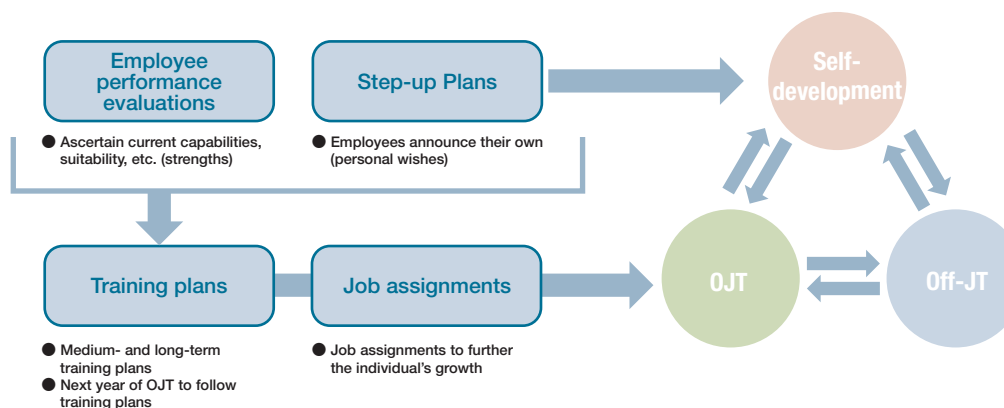 Employee
performance
evaluations
● Ascertain current capabilities,
suitability, etc. (strengths)
Step-up Plans
● Employees announce their own
(personal wishes)
Self-
development
Training plans
● Medium- and long-term
training plans
● Next year of OJT to follow
training plans
Job assignments
● Job assignments to further
the individual's growth
OJT
Off-JT